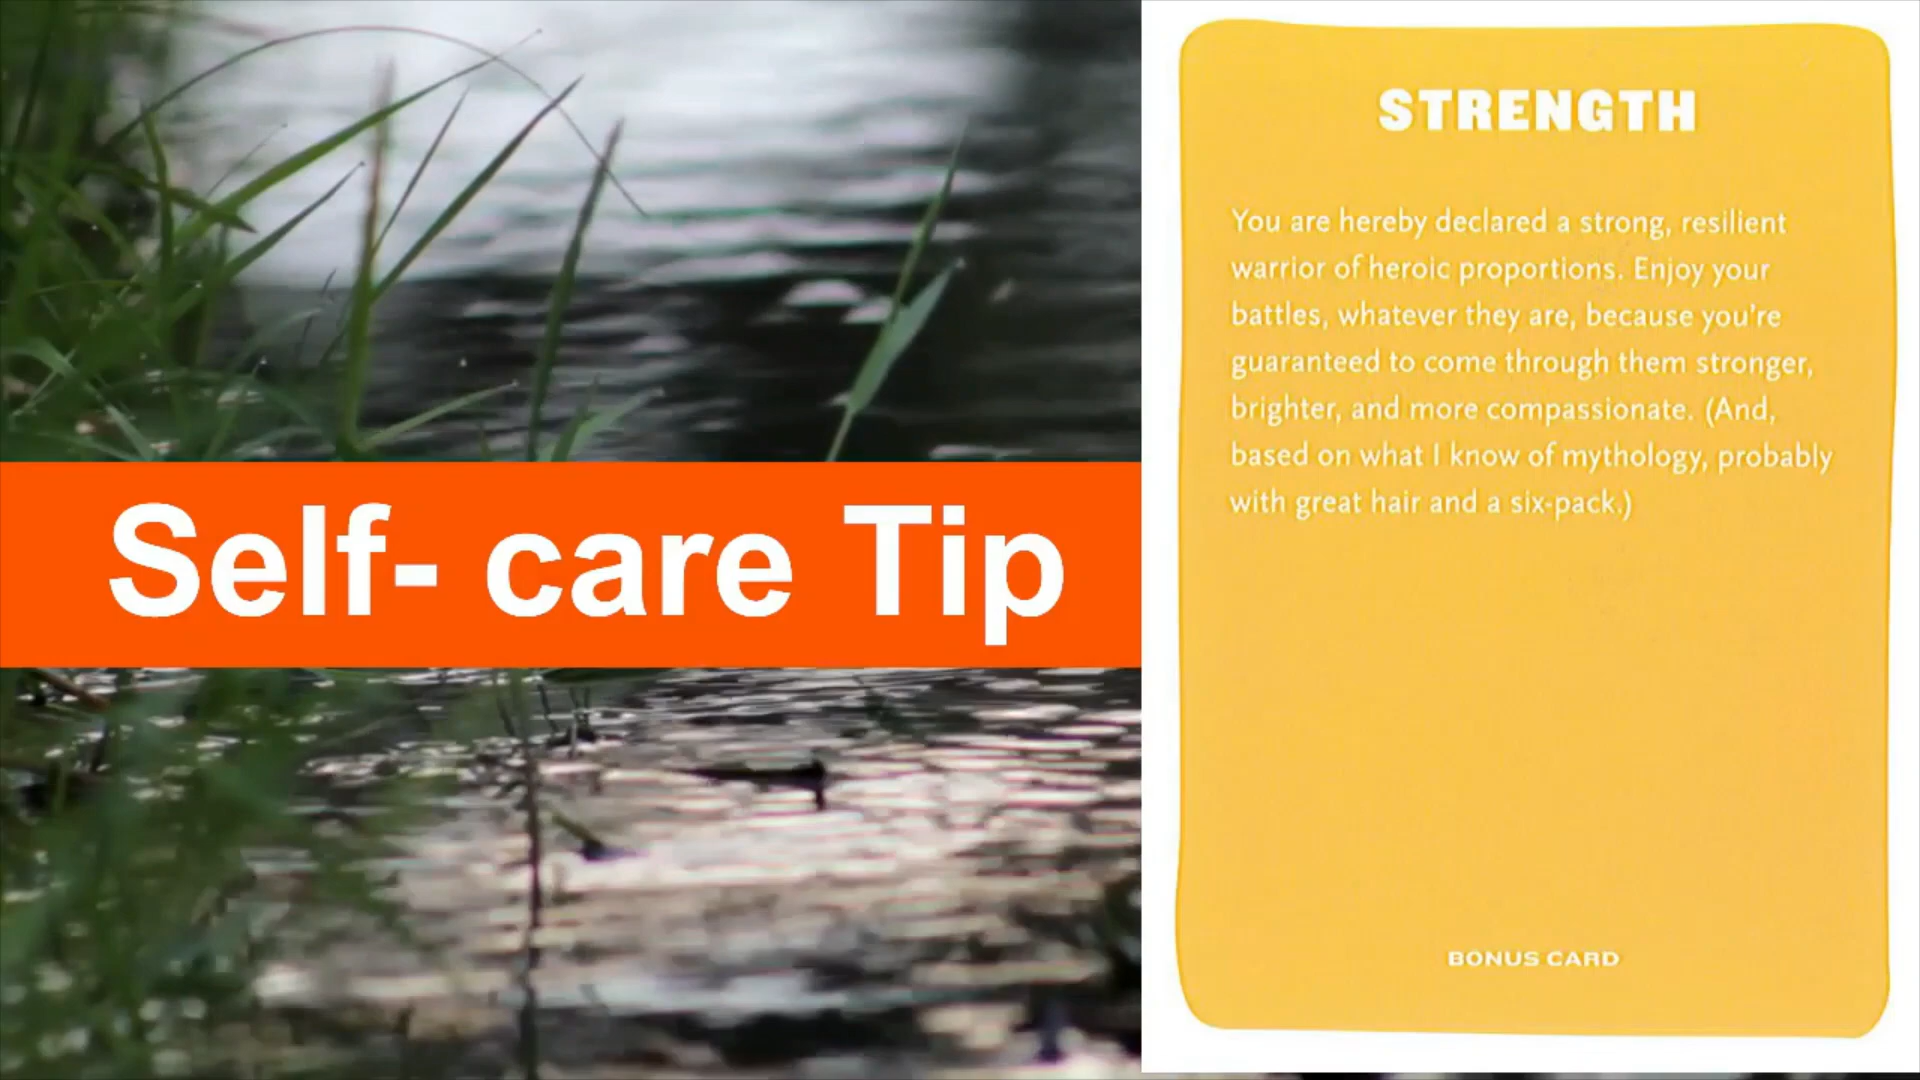 Self- care Tip
STRENGTH
You are hereby declared a strong, resilient
warrior of heroic proportions. Enjoy your
battles, whatever they are, because you're
guaranteed to come through them stronger,
brighter, and more compassionate. (And,
based on what I know of mythology, probably
with great hair and a six-pack.)
BONUS CARD